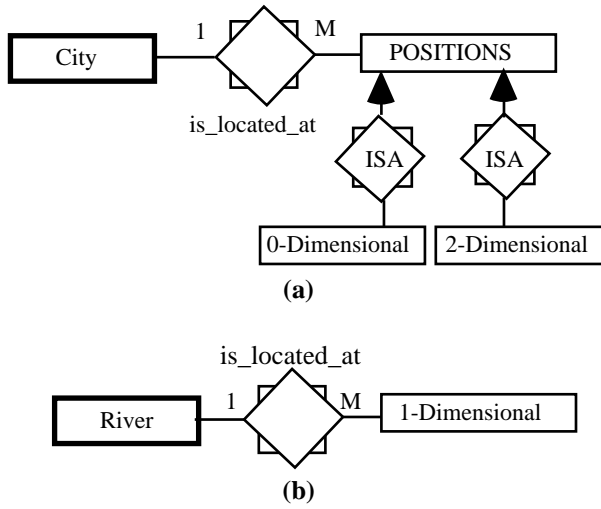 City 1 M POSITIONS
is_located_at
ISA ISA
0-Dimensional 2-Dimensional
(a)
is_located_at
River 1 M 1-Dimensional
(b)